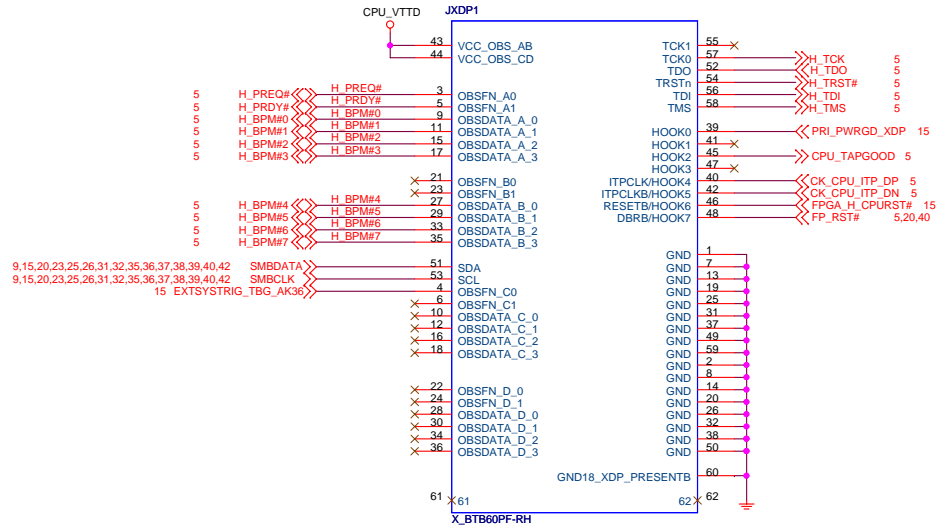 CPU_VTTD
JXDP1
43 VCC_OBS_AB
44 VCC_OBS_CD
5 H_PREQ# H_PREQ# 3 OBSFN_A0
5 H_PRDY# H_PRDY# 5 OBSFN_A1
5 H_BPM#0 H_BPM#0 9 OBSDATA_A_0
5 H_BPM#1 H_BPM#1 11 OBSDATA_A_1
5 H_BPM#2 H_BPM#2 15 OBSDATA_A_2
5 H_BPM#3 H_BPM#3 17 OBSDATA_A_3
21 OBSFN_B0
23 OBSFN_B1
5 H_BPM#4 H_BPM#4 27 OBSDATA_B_0
5 H_BPM#5 H_BPM#5 29 OBSDATA_B_1
5 H_BPM#6 H_BPM#6 33 OBSDATA_B_2
5 H_BPM#7 H_BPM#7 35 OBSDATA_B_3
9,15,20,23,25,26,31,32,35,36,37,38,39,40,42 SMBDATA 51 SDA
9,15,20,23,25,26,31,32,35,36,37,38,39,40,42 SMBCLK 53 SCL
15 EXTSYSTRIG_TBG_AK36 4 OBSFN_C0
6 OBSFN_C1
10 OBSDATA_C_0
12 OBSDATA_C_1
16 OBSDATA_C_2
18 OBSDATA_C_3
22 OBSFN_D_0
24 OBSFN_D_1
28 OBSDATA_D_0
30 OBSDATA_D_1
34 OBSDATA_D_2
36 OBSDATA_D_3
61 61
TCK1 55
TCK0 57 H_TCK 5
TDO 52 H_TDO 5
TRSTn 54 H_TRST# 5
TDI 56 H_TDI 5
TMS 58 H_TMS 5
HOOK0 39 PRI_PWRGD_XDP 15
HOOK1 41
HOOK2 45 CPU_TAPGOOD 5
HOOK3 47
ITPCLK/HOOK4 40 CK_CPU_ITP_DP 5
ITPCLKB/HOOK5 42 CK_CPU_ITP_DN 5
RESETB/HOOK6 46 FPGA_H_CPURST# 15
DBRB/HOOK7 48 FP_RST# 5,20,40
GND 1
GND 7
GND 13
GND 19
GND 25
GND 31
GND 37
GND 49
GND 59
GND 2
GND 8
GND 14
GND 20
GND 26
GND 32
GND 38
GND 50
GND18_XDP_PRESENTB 60
62 62
X_BTB60PF-RH